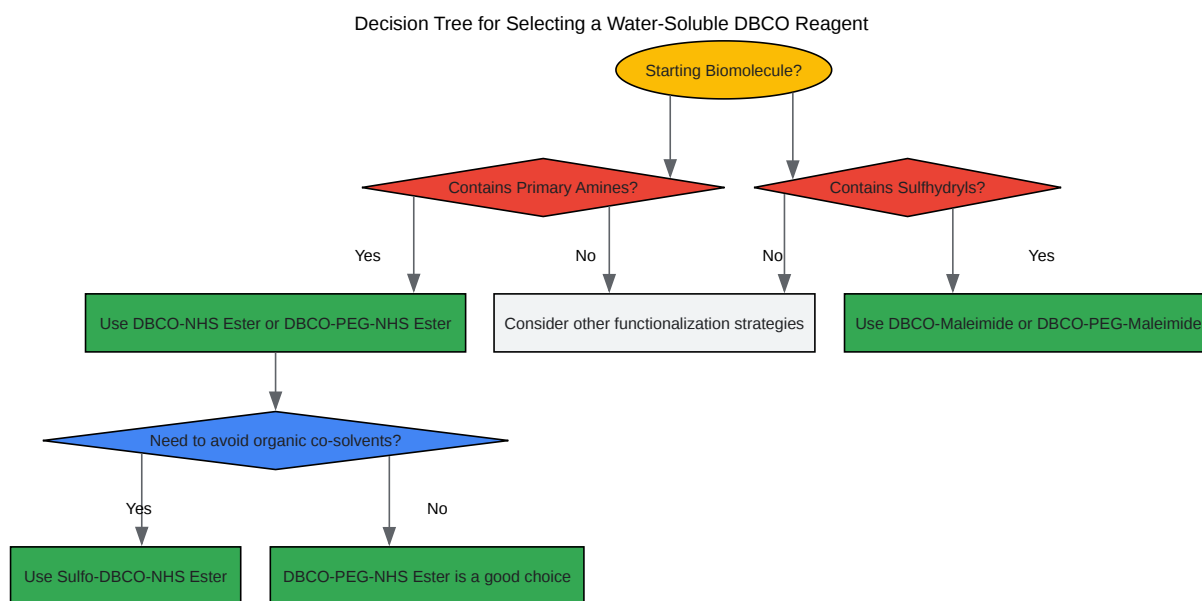 Decision Tree for Selecting a Water-Soluble DBCO Reagent
Starting Biomolecule?
Contains Primary Amines?
Contains Sulfhydryls?
Yes
No
No
Yes
Use DBCO-NHS Ester or DBCO-PEG-NHS Ester
Consider other functionalization strategies
Use DBCO-Maleimide or DBCO-PEG-Maleimide
Need to avoid organic co-solvents?
Yes
No
Use Sulfo-DBCO-NHS Ester
DBCO-PEG-NHS Ester is a good choice